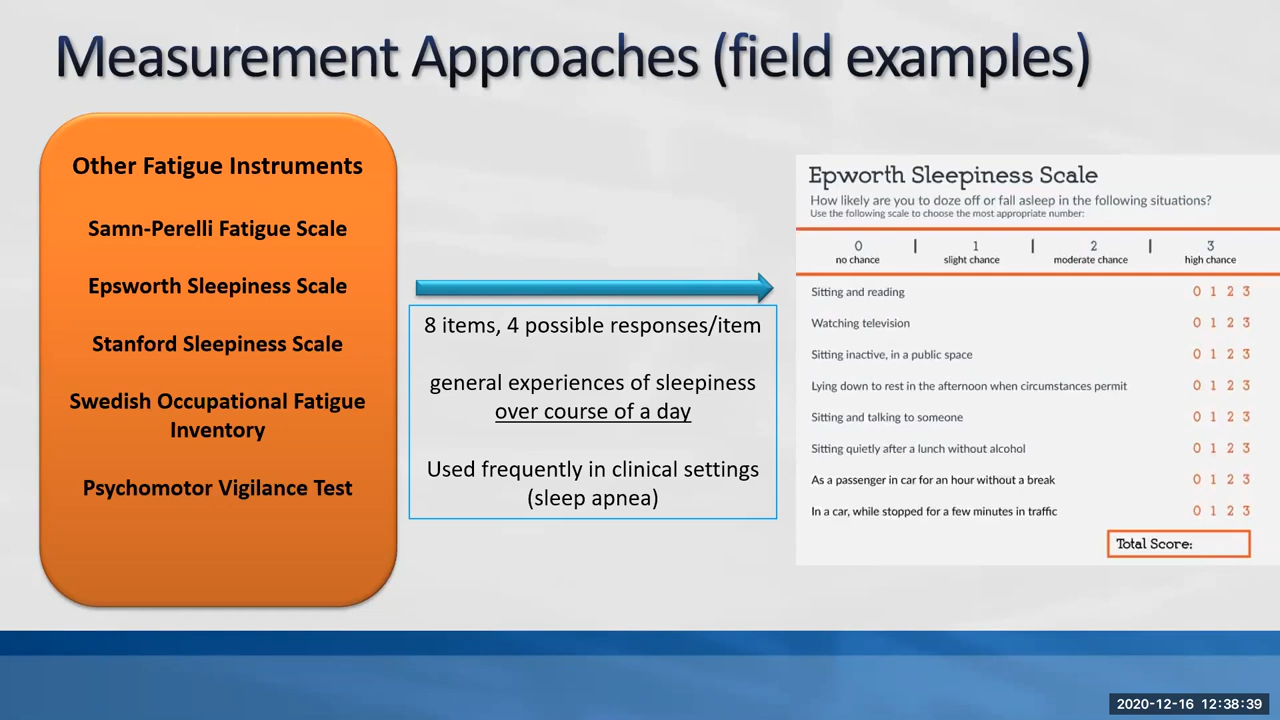 Measurement Approaches (field examples)
Other Fatigue Instruments
Samn-Perelli Fatigue Scale
Epsworth Sleepiness Scale
Stanford Sleepiness Scale
Swedish Occupational Fatigue
Inventory
Psychomotor Vigilance Test
8 items, 4 possible responses/item
general experiences of sleepiness
over course of a day
Used frequently in clinical settings
(sleep apnea)
Epworth Sleepiness Scale
How likely are you to doze off or fall asleep in the following situations?
Use the following scale to choose the most appropriate number:
0 | 1 | 2 | 3
no chance slight chance moderate chance high chance
Sitting and reading 0 1 2 3
Watching television 0 1 2 3
Sitting inactive, in a public space 0 1 2 3
Lying down to rest in the afternoon when circumstances permit 0 1 2 3
Sitting and talking to someone 0 1 2 3
Sitting quietly after a lunch without alcohol 0 1 2 3
As a passenger in car for an hour without a break 0 1 2 3
In a car, while stopped for a few minutes in traffic 0 1 2 3
Total Score:
2020-12-16 12:38:39